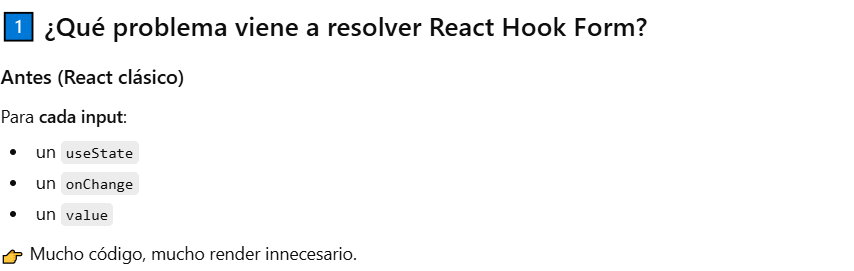 1 ¿Qué problema viene a resolver React Hook Form?
Antes (React clásico)
Para cada input:
• un useState
• un onChange
• un value
👉 Mucho código, mucho render innecesario.